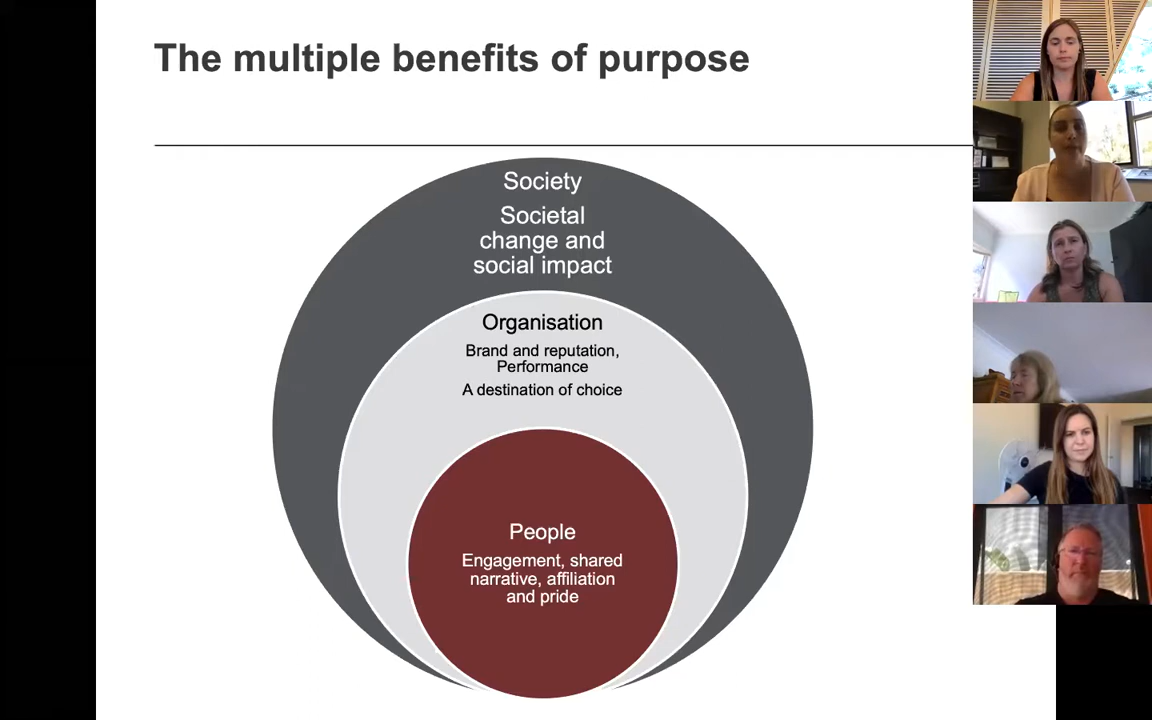 The multiple benefits of purpose
Society
Societal
change and
social impact
Organisation
Brand and reputation,
Performance
A destination of choice
People
Engagement, shared
narrative, affiliation
and pride